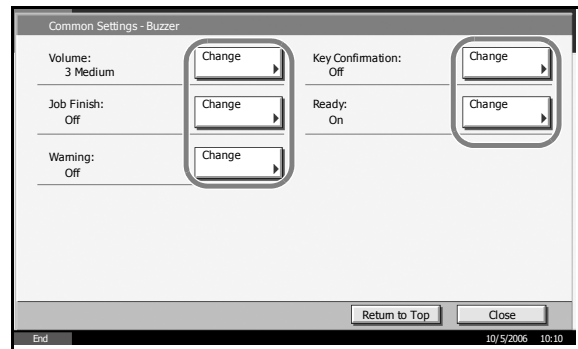 Common Settings - Buzzer
Volume:
3 Medium
Change
Key Confirmation:
Off
Change
Job Finish:
Off
Change
Ready:
On
Change
Warning:
Off
Change
Return to Top
Close
End
10/5/2006 10:10